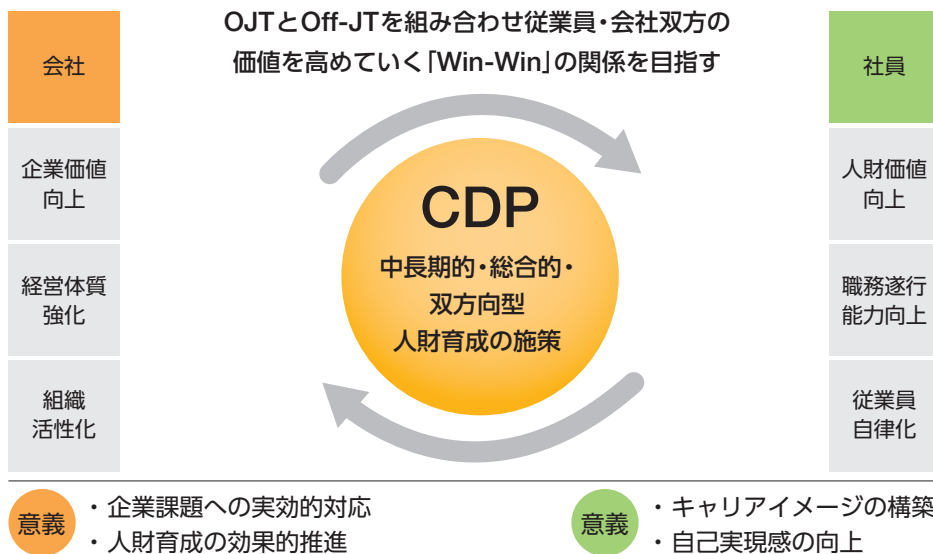 OJTとOff-JTを組み合わせ従業員・会社双方の
価値を高めていく「Win-Win」の関係を目指す
会社
企業価値
向上
経営体質
強化
組織
活性化
CDP
中長期的・総合的・
双方向型
人財育成の施策
社員
人財価値
向上
職務遂行
能力向上
従業員
自律化
意義
・企業課題への実効的対応
・人財育成の効果的推進
意義
・キャリアイメージの構築
・自己実現感の向上